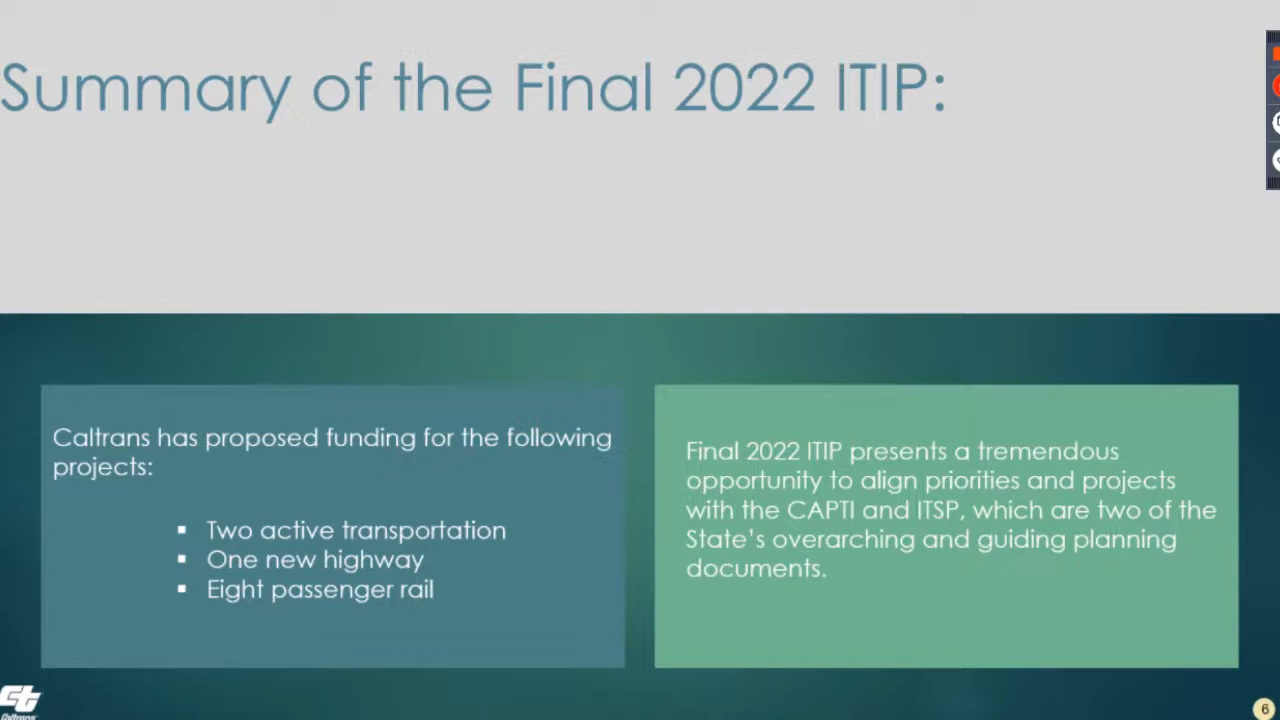 Summary of the Final 2022 ITIP:
Caltrans has proposed funding for the following
projects:
▪ Two active transportation
▪ One new highway
▪ Eight passenger rail
Final 2022 ITIP presents a tremendous
opportunity to align priorities and projects
with the CAPTI and ITSP, which are two of the
State's overarching and guiding planning
documents.
Caltrans
6